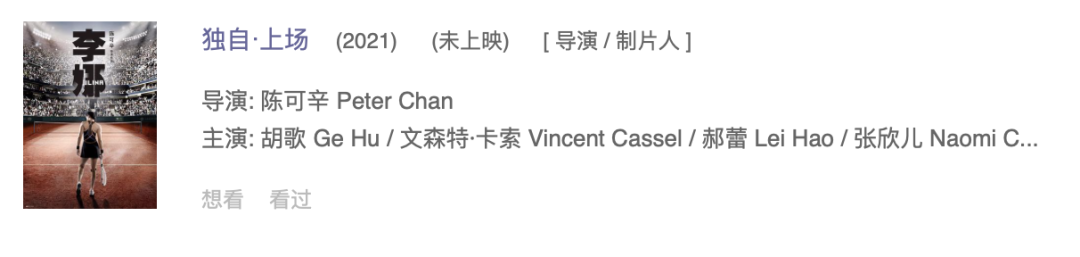 李娜
独自·上场 (2021) (未上映) [ 导演 / 制片人 ]
导演: 陈可辛 Peter Chan
主演: 胡歌 Ge Hu / 文森特·卡索 Vincent Cassel / 郝蕾 Lei Hao / 张欣儿 Naomi C...
想看 看过